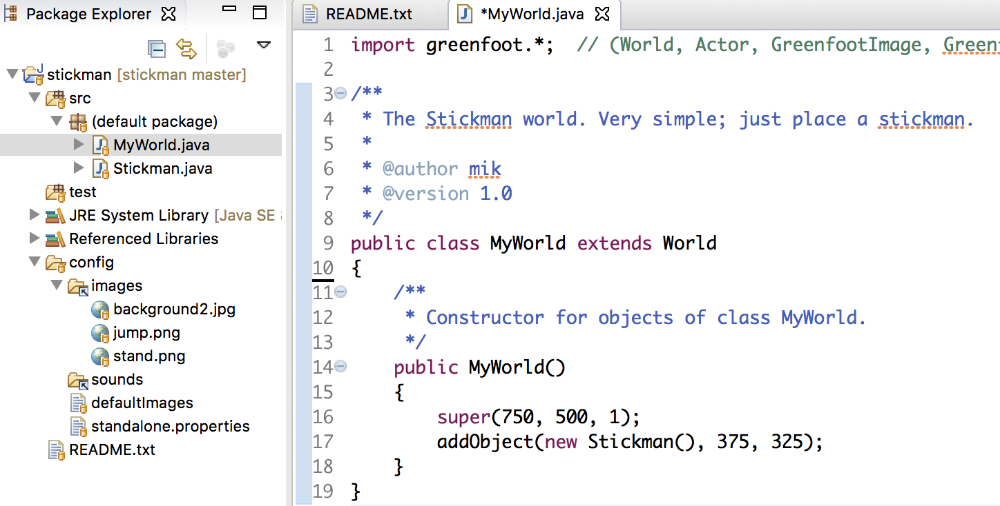 Package Explorer
stickman [stickman master]
src
(default package)
MyWorld.java
Stickman.java
test
JRE System Library [Java SE
Referenced Libraries
config
images
background2.jpg
jump.png
stand.png
sounds
defaultImages
standalone.properties
README.txt
README.txt *MyWorld.java
1 import greenfoot.*;  // (World, Actor, GreenfootImage, Greenf
2
3 /**
4  * The Stickman world. Very simple; just place a stickman.
5  *
6  * @author mik
7  * @version 1.0
8  */
9 public class MyWorld extends World
10 {
11     /**
12      * Constructor for objects of class MyWorld.
13      */
14     public MyWorld()
15     {
16         super(750, 500, 1);
17         addObject(new Stickman(), 375, 325);
18     }
19 }